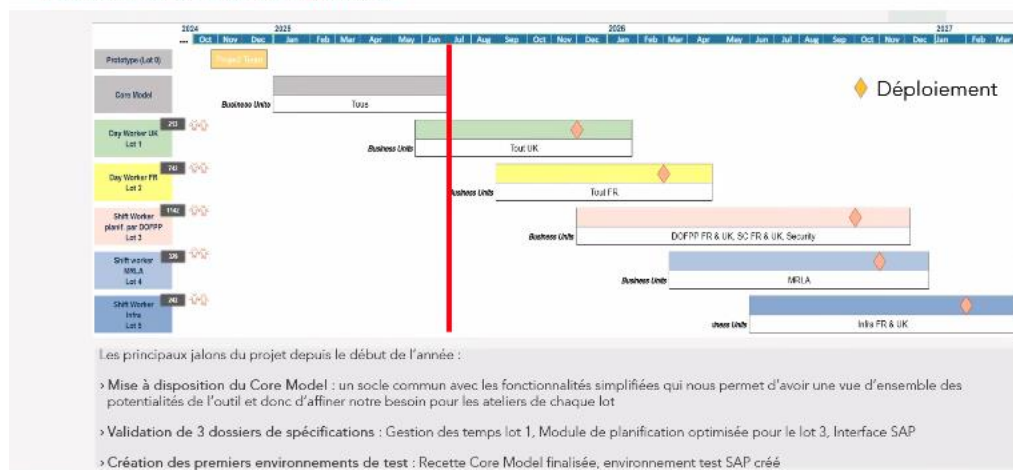 2024 2025 2026 2027
... Oct Nov Dec Jan Feb Mar Apr May Jun Jul Aug Sep Oct Nov Dec Jan Feb Mar Apr May Jun Jul Aug Sep Oct Nov Dec Jan Feb Mar
Prototype (Lot 0)
Core Model
Business Units Tous
Déploiement
Day Worker UK
Lot 1
Business Units Tout UK
Day Worker FR
Lot 2
Business Units Tout FR
1142
Shift Worker
planif. par DOFPP
Lot 3
Business Units DOFPP FR & UK, SC FR & UK, Security
Shift worker
MRLA
Lot 4
Business Units MRLA
Shift Worker
Infra
Lot 5
iness Units Infra FR & UK
Les principaux jalons du projet depuis le début de l'année :
› Mise à disposition du Core Model : un socle commun avec les fonctionnalités simplifiées qui nous permet d'avoir une vue d'ensemble des
potentialités de l'outil et donc d'affiner notre besoin pour les ateliers de chaque lot
› Validation de 3 dossiers de spécifications : Gestion des temps lot 1, Module de planification optimisée pour le lot 3, Interface SAP
› Création des premiers environnements de test : Recette Core Model finalisée, environnement test SAP créé